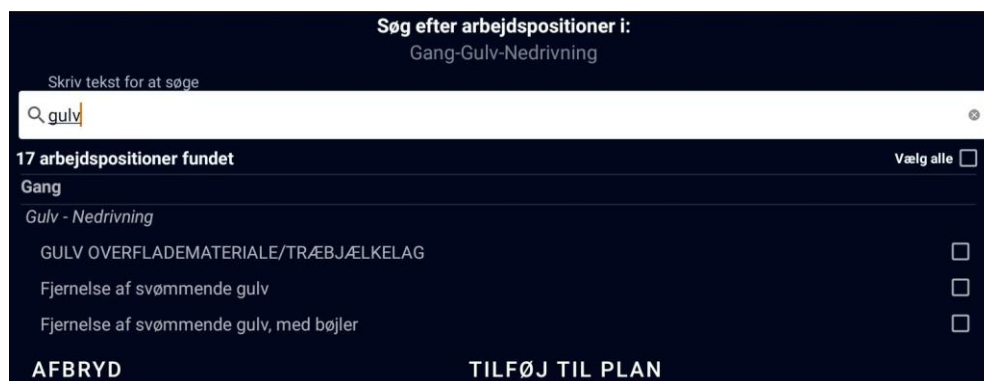 Søg efter arbejdspositioner i:
Gang-Gulv-Nedrivning
Skriv tekst for at søge
gulv
17 arbejdspositioner fundet Vælg alle
Gang
Gulv - Nedrivning
GULV OVERFLADEMATERIALE/TRÆBJÆLKELAG
Fjernelse af svømmende gulv
Fjernelse af svømmende gulv, med bøjler
AFBRYD TILFØJ TIL PLAN